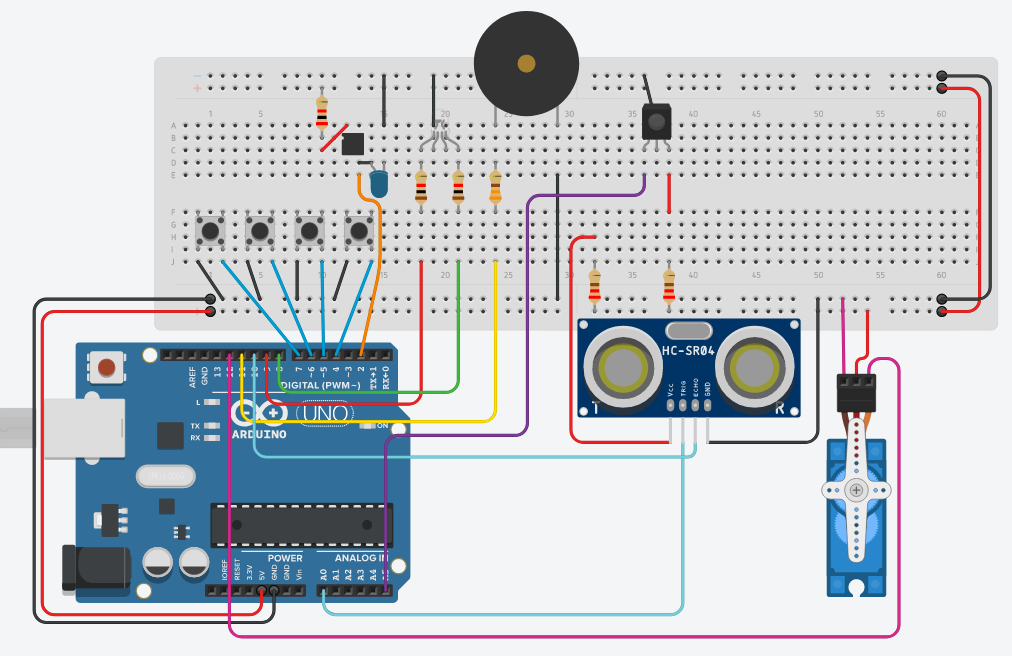 1 5 10 15 20 25 30 35 40 45 50 55 60
A
B
C
D
E
F
G
H
I
J
1 5 10 15 20 25 30 35 40 45 50 55 60
AREF
GND
13
12
~11
~10
~9
8
7
~6
~5
4
~3
2
TX→1
RX←0
DIGITAL (PWM~)
L
TX
RX
UNO
ARDUINO
ON
POWER
ANALOG IN
IOREF
RESET
3.3V
5V
GND
GND
Vin
A0
A1
A2
A3
A4
A5
HC-SR04
VCC
TRIG
ECHO
GND
T
R